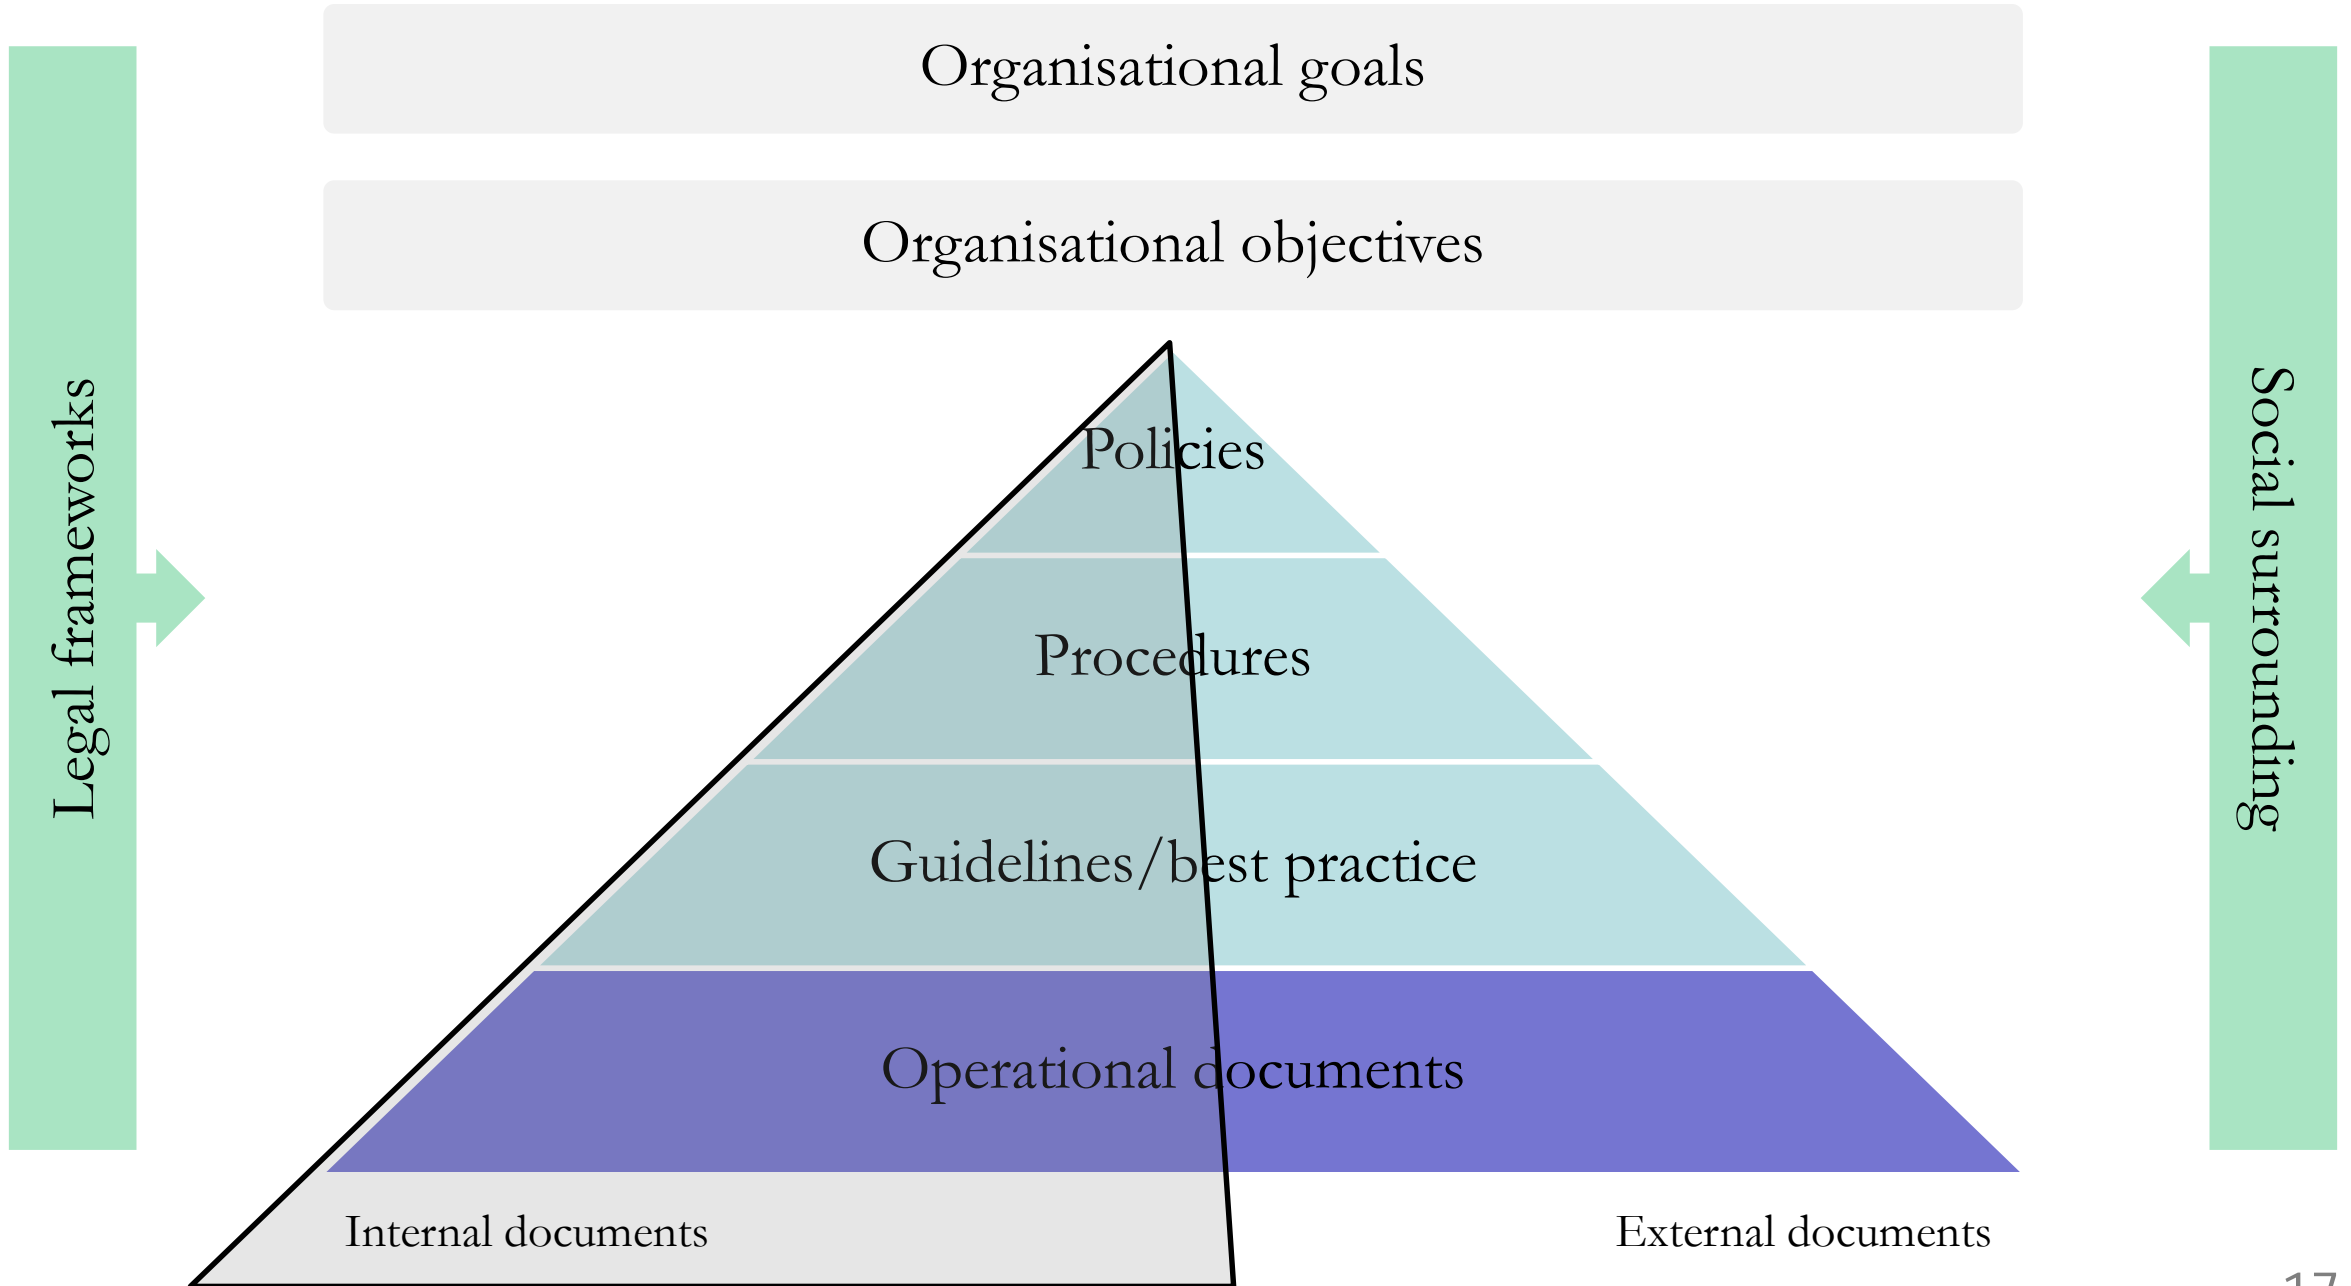 Organisational goals
Organisational objectives
Legal frameworks
Social surrounding
Policies
Procedures
Guidelines/best practice
Operational documents
Internal documents
External documents
17